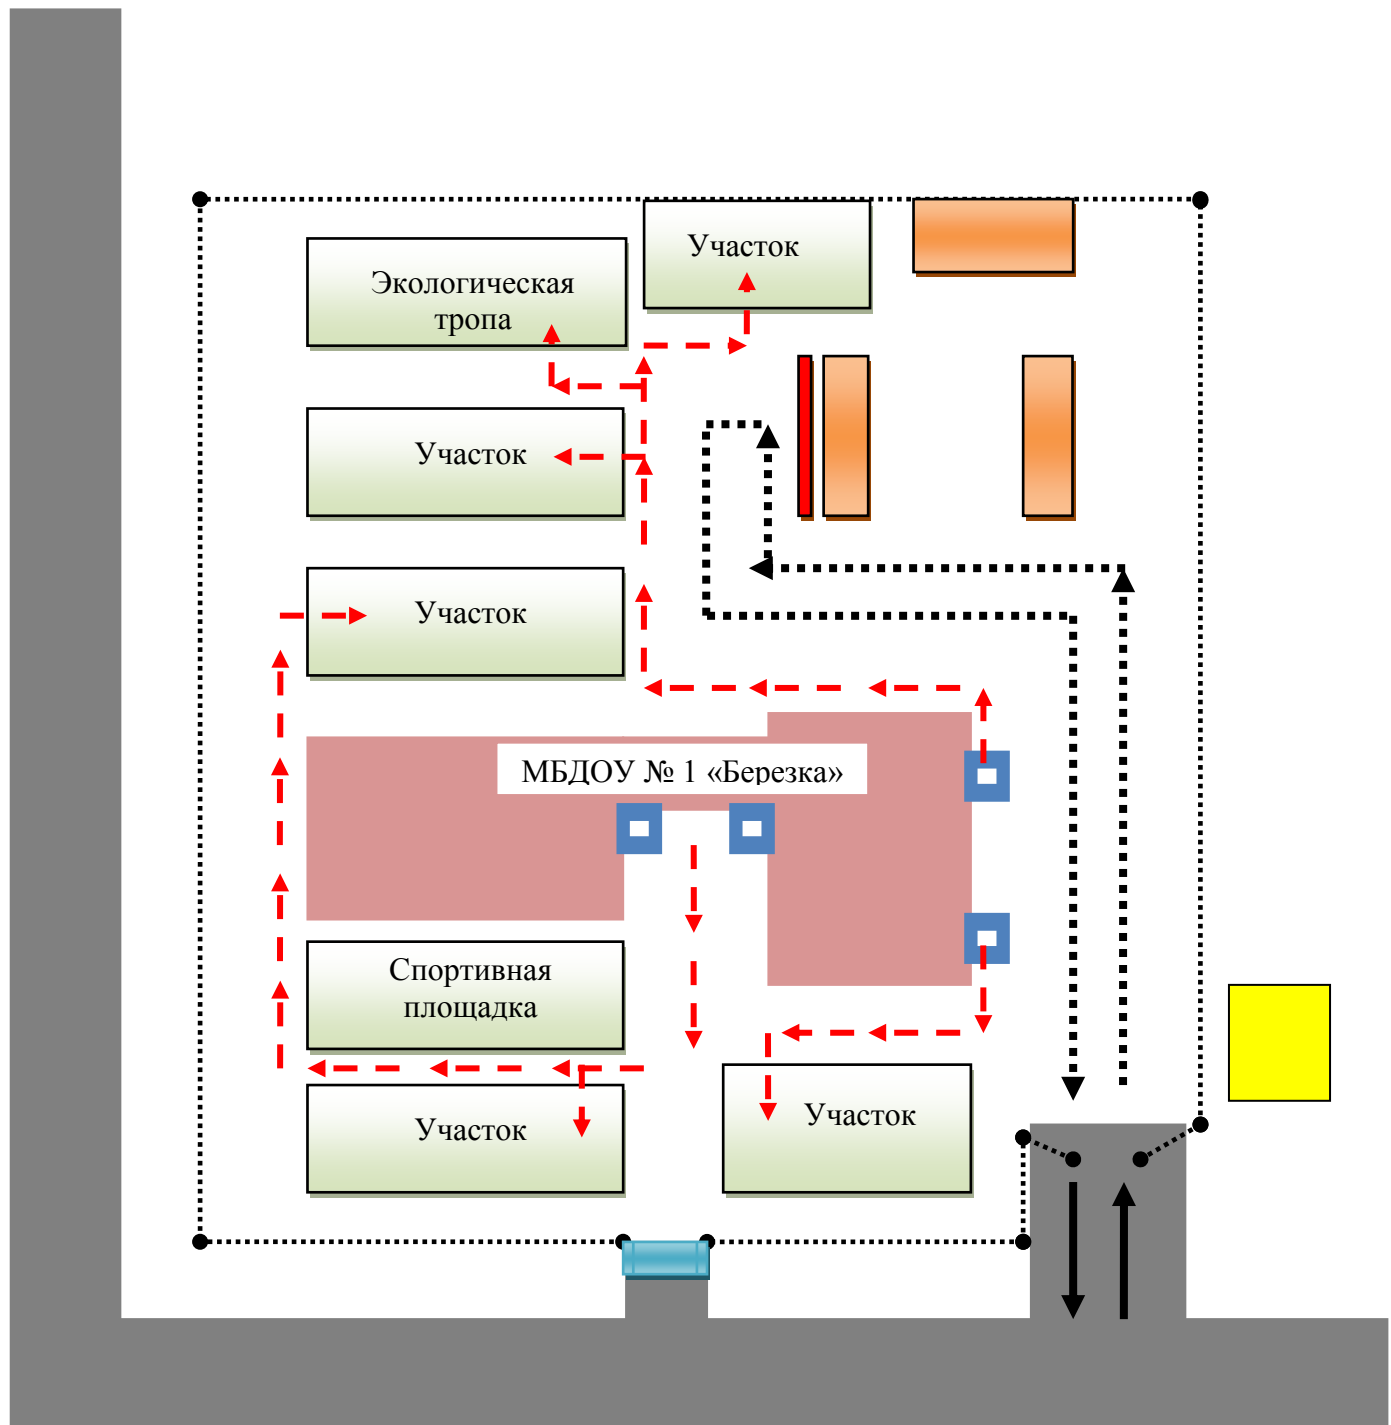 Участок
Экологическая
тропа
Участок
Участок
МБДОУ № 1 «Березка»
Спортивная
площадка
Участок
Участок